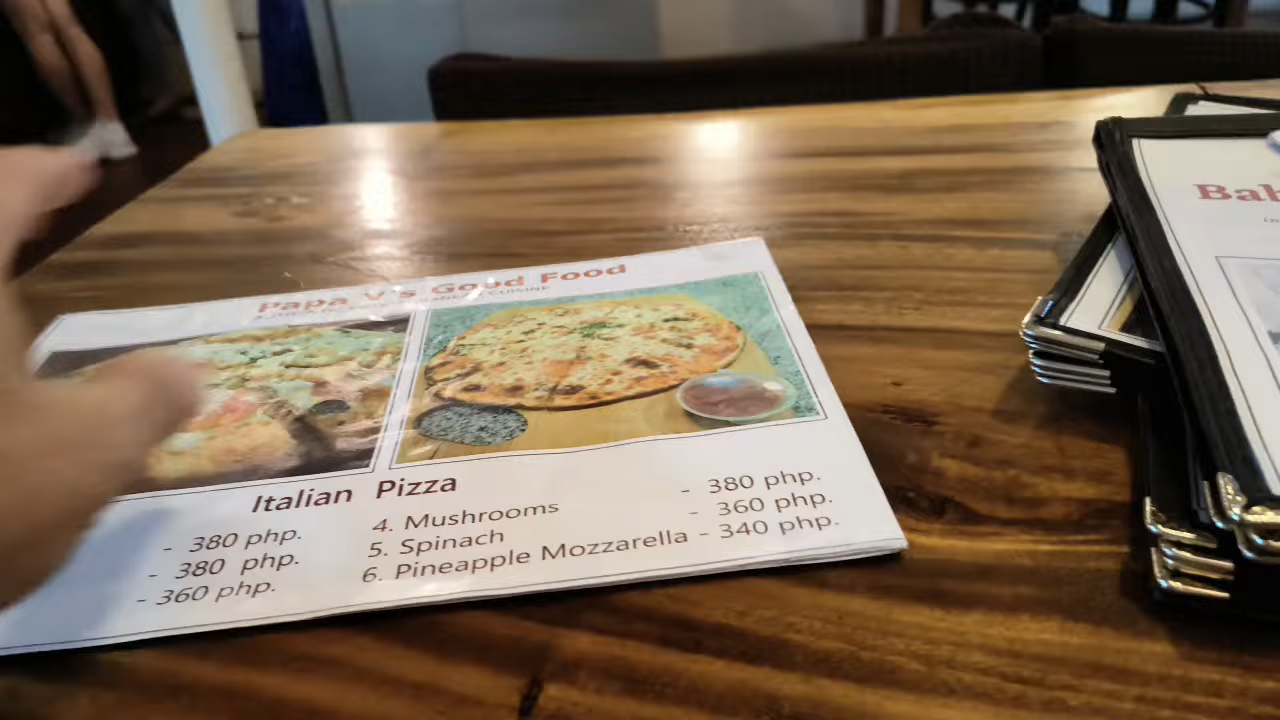 Papa V's Good Food
CUISINE
Italian Pizza
- 380 php.
- 380 php.
- 360 php.
4. Mushrooms - 380 php.
5. Spinach - 360 php.
6. Pineapple Mozzarella - 340 php.